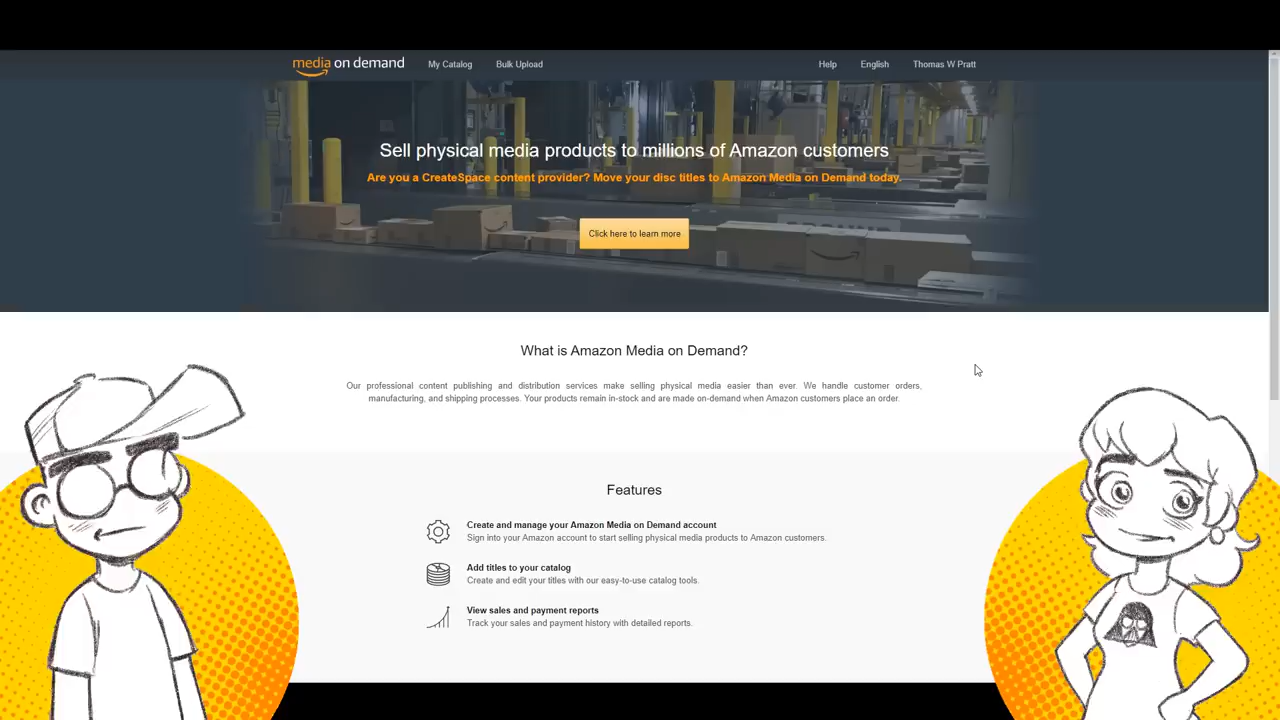 media on demand
My Catalog
Bulk Upload
Help
English
Thomas W Pratt
Sell physical media products to millions of Amazon customers
Are you a CreateSpace content provider? Move your disc titles to Amazon Media on Demand today.
Click here to learn more
What is Amazon Media on Demand?
Our professional content publishing and distribution services make selling physical media easier than ever. We handle customer orders,
manufacturing, and shipping processes. Your products remain in-stock and are made on-demand when Amazon customers place an order.
Features
Create and manage your Amazon Media on Demand account
Sign into your Amazon account to start selling physical media products to Amazon customers.
Add titles to your catalog
Create and edit your titles with our easy-to-use catalog tools.
View sales and payment reports
Track your sales and payment history with detailed reports.